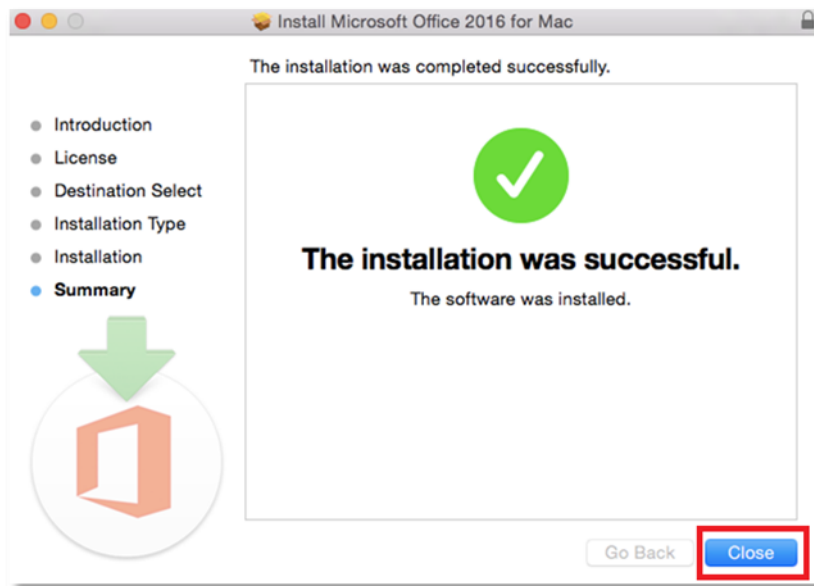 Install Microsoft Office 2016 for Mac
The installation was completed successfully.
Introduction
License
Destination Select
Installation Type
Installation
Summary
The installation was successful.
The software was installed.
Go Back
Close